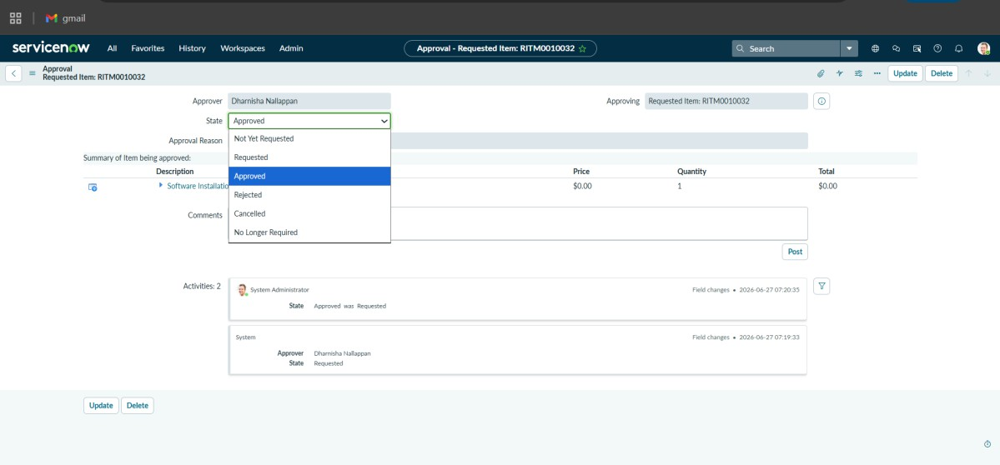 gmail
servicenow All Favorites History Workspaces Admin Approval - Requested Item: RITM0010032 Search
Approval
Requested Item: RITM0010032
Update Delete
Approver Dharnisha Nallappan Approving Requested Item: RITM0010032
State Approved
Not Yet Requested
Requested
Approved
Rejected
Cancelled
No Longer Required
Approval Reason
Summary of Item being approved:
Description Price Quantity Total
Software Installatio $0.00 1 $0.00
Comments
Post
Activities: 2
System Administrator Field changes • 2026-06-27 07:20:35
State Approved was Requested
System Field changes • 2026-06-27 07:19:33
Approver Dharnisha Nallappan
State Requested
Update Delete